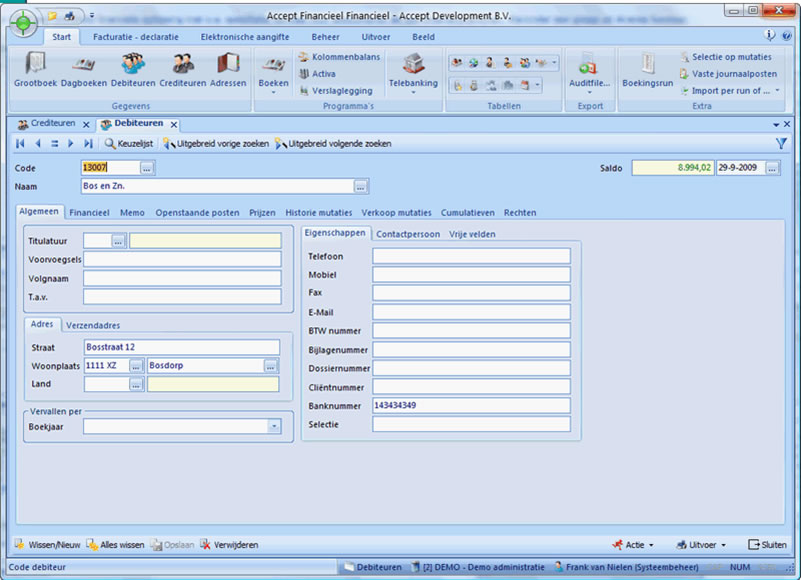 Accept Financieel Financieel - Accept Development B.V.
Start Facturatie - declaratie Elektronische aangifte Beheer Uitvoer Beeld
Grootboek Dagboeken Debiteuren Crediteuren Adressen
Gegevens
Boeken
Kolommenbalans
Activa
Verslaglegging
Telebanking
Programma's
Tabellen
Auditfile...
Export
Boekingsrun
Selectie op mutaties
Vaste journaalposten
Import per run of ...
Extra
Crediteuren x Debiteuren x
Keuzelijst Uitgebreid vorige zoeken Uitgebreid volgende zoeken
Code 13007 ...
Saldo 8.994,02 29-9-2009 ...
Naam Bos en Zn. ...
Algemeen Financieel Memo Openstaande posten Prijzen Historie mutaties Verkoop mutaties Cumulatieven Rechten
Titulatuur ...
Voorvoegsels
Volgnaam
T.a.v.
Adres Verzendadres
Straat Bosstraat 12
Woonplaats 1111 XZ ... Bosdorp ...
Land ...
Vervallen per
Boekjaar
Eigenschappen Contactpersoon Vrije velden
Telefoon
Mobiel
Fax
E-Mail
BTW nummer
Bijlagenummer
Dossiernummer
Cliëntnummer
Banknummer 143434349
Selectie
Wissen/Nieuw Alles wissen Opslaan Verwijderen
Actie Uitvoer Sluiten
Code debiteur Debiteuren [2] DEMO - Demo administratie Frank van Nielen (Systeembeheer) NUM